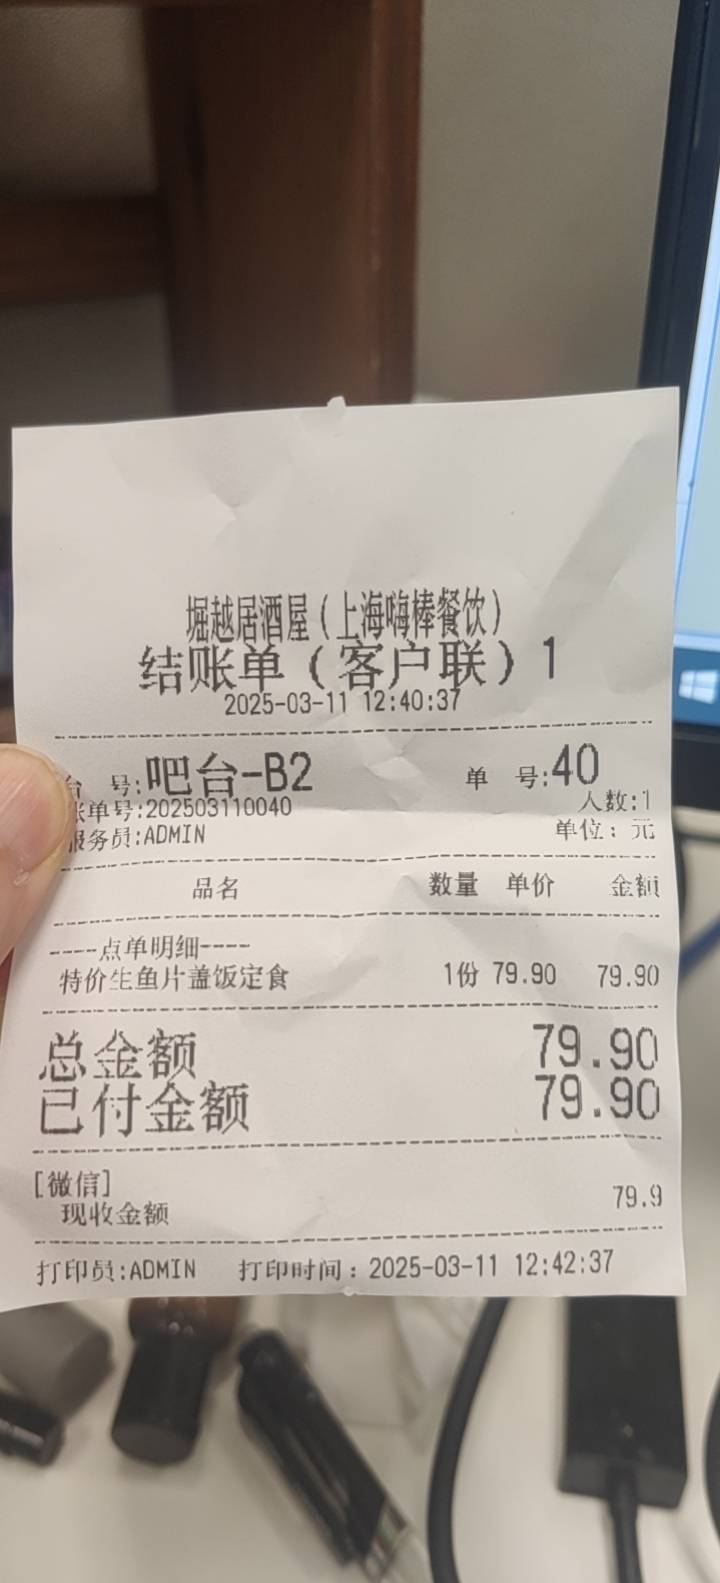 堀越居酒屋(上海嗨棒餐饮)
结账单(客户联)1
2025-03-11 12:40:37
台 号:吧台-B2 单 号:40
账单号:202503110040 人数:1
服务员:ADMIN 单位：元
品名 数量 单价 金额
----点单明细----
特价生鱼片盖饭定食 1份 79.90 79.90
总金额 79.90
已付金额 79.90
[微信]
现收金额 79.9
打印员:ADMIN 打印时间：2025-03-11 12:42:37